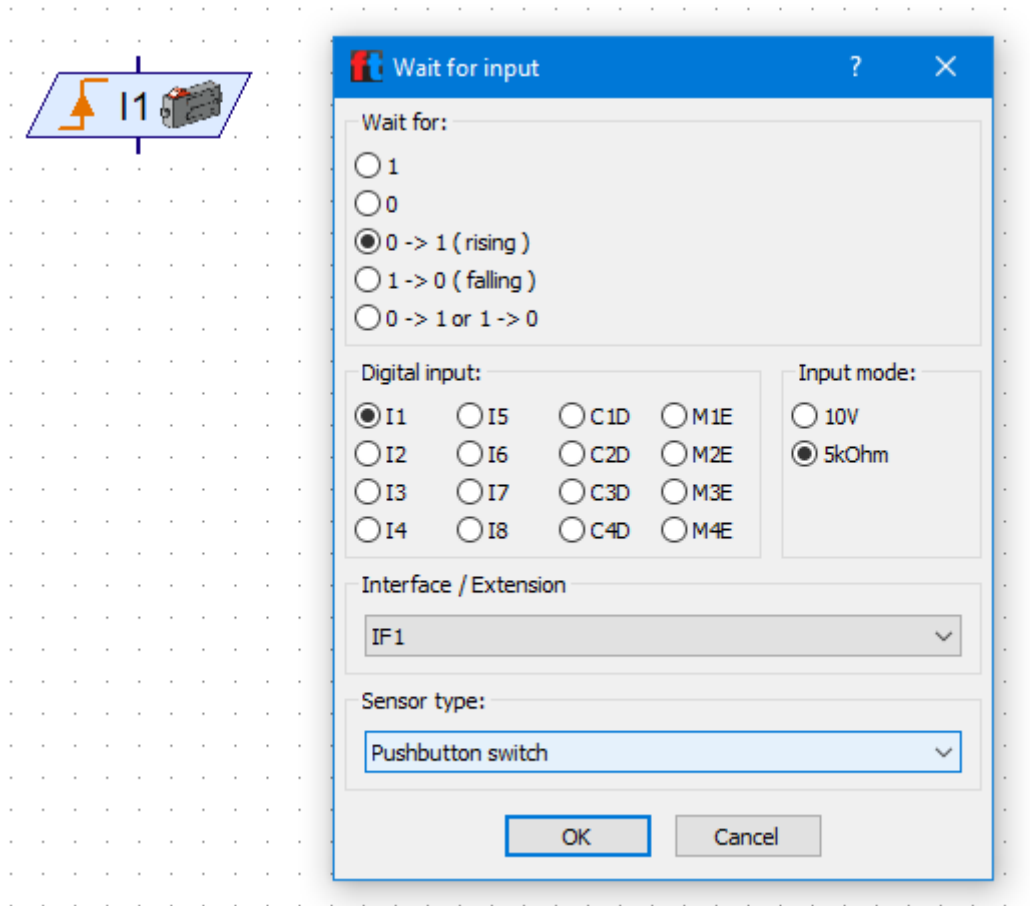 I1
ft Wait for input ? ×
Wait for:
1
0
0 -> 1 ( rising )
1 -> 0 ( falling )
0 -> 1 or 1 -> 0
Digital input: Input mode:
I1 I5 C1D M1E 10V
I2 I6 C2D M2E 5kOhm
I3 I7 C3D M3E
I4 I8 C4D M4E
Interface / Extension
IF1
Sensor type:
Pushbutton switch
OK Cancel